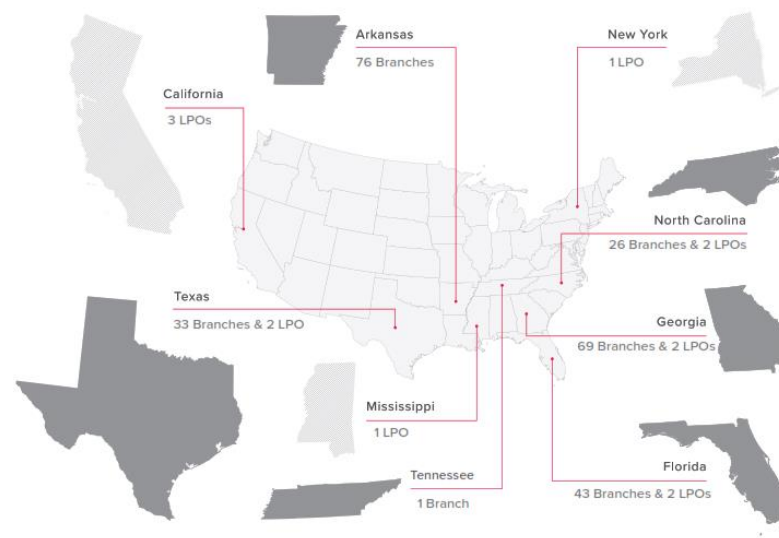 Arkansas
76 Branches
New York
1 LPO
California
3 LPOs
North Carolina
26 Branches & 2 LPOs
Texas
33 Branches & 2 LPO
Georgia
69 Branches & 2 LPOs
Mississippi
1 LPO
Tennessee
1 Branch
Florida
43 Branches & 2 LPOs